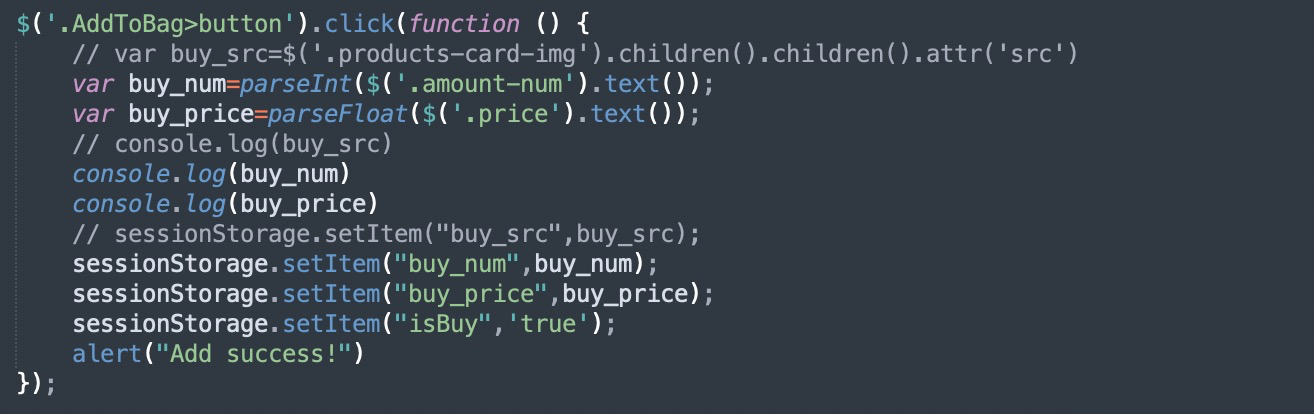 $('.AddToBag>button').click(function () {
    // var buy_src=$('.products-card-img').children().children().attr('src')
    var buy_num=parseInt($('.amount-num').text());
    var buy_price=parseFloat($('.price').text());
    // console.log(buy_src)
    console.log(buy_num)
    console.log(buy_price)
    // sessionStorage.setItem("buy_src",buy_src);
    sessionStorage.setItem("buy_num",buy_num);
    sessionStorage.setItem("buy_price",buy_price);
    sessionStorage.setItem("isBuy",'true');
    alert("Add success!")
});